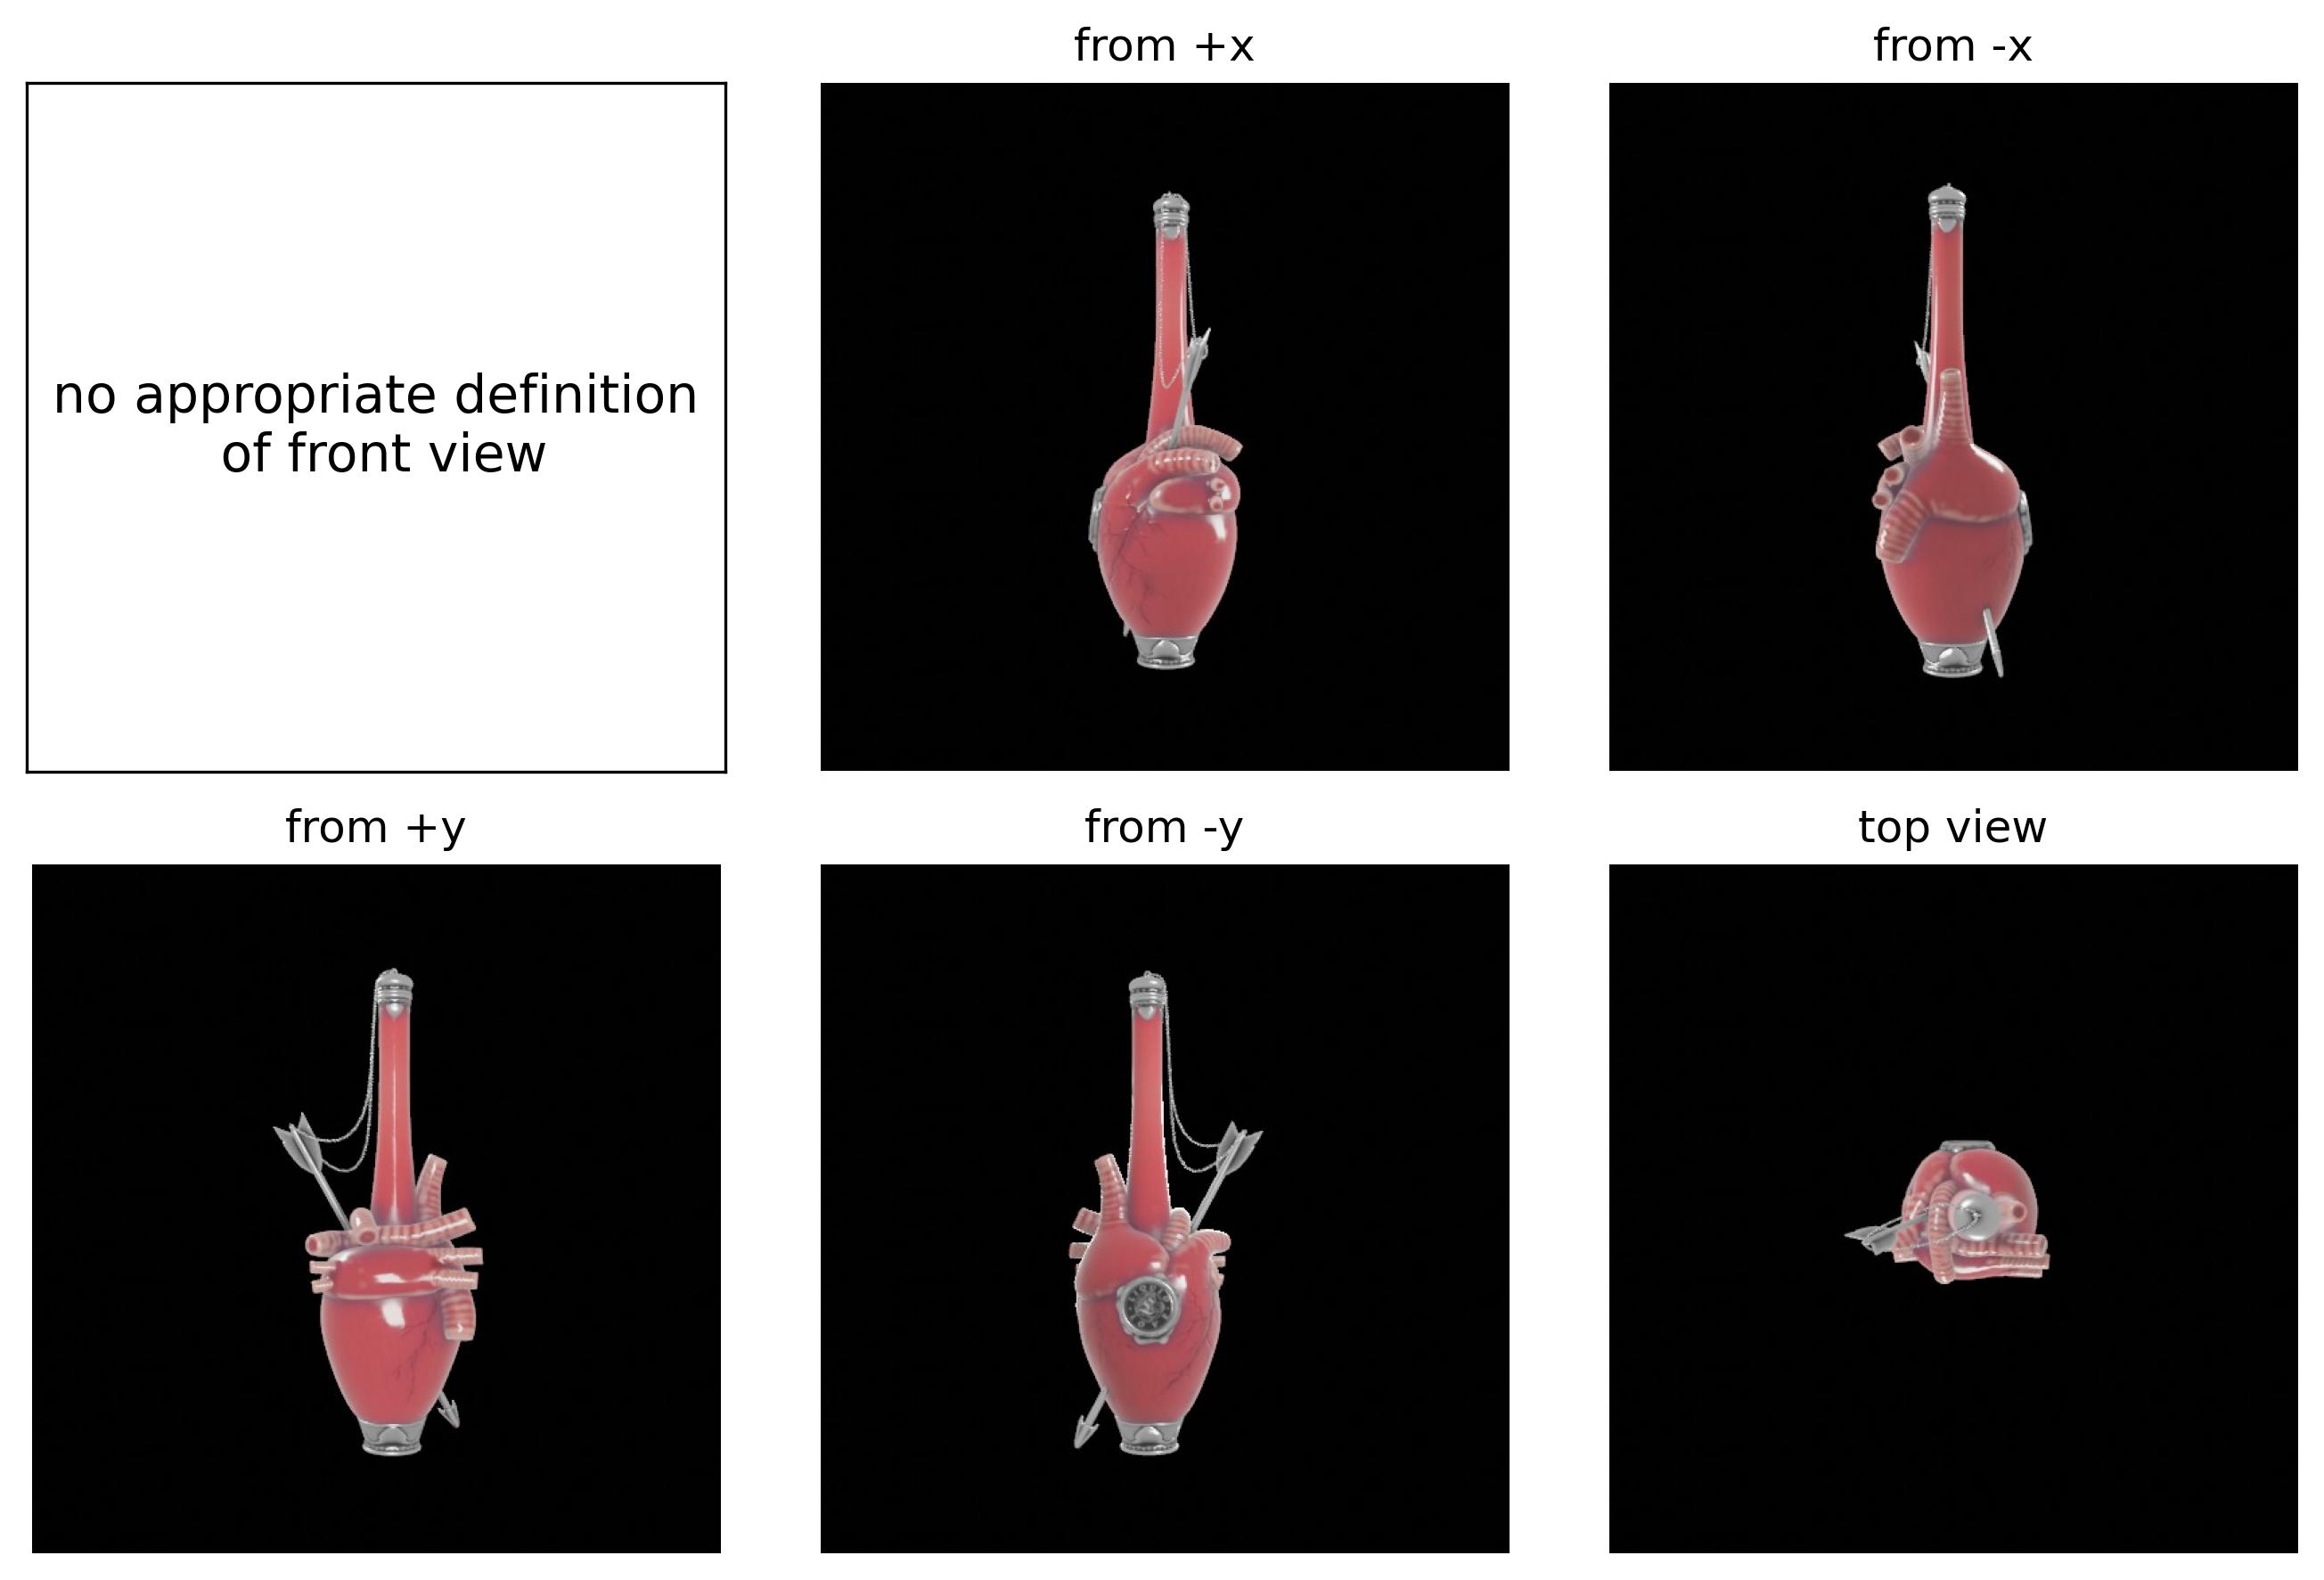 from +x
from -x
no appropriate definition
of front view
from +y
from -y
top view